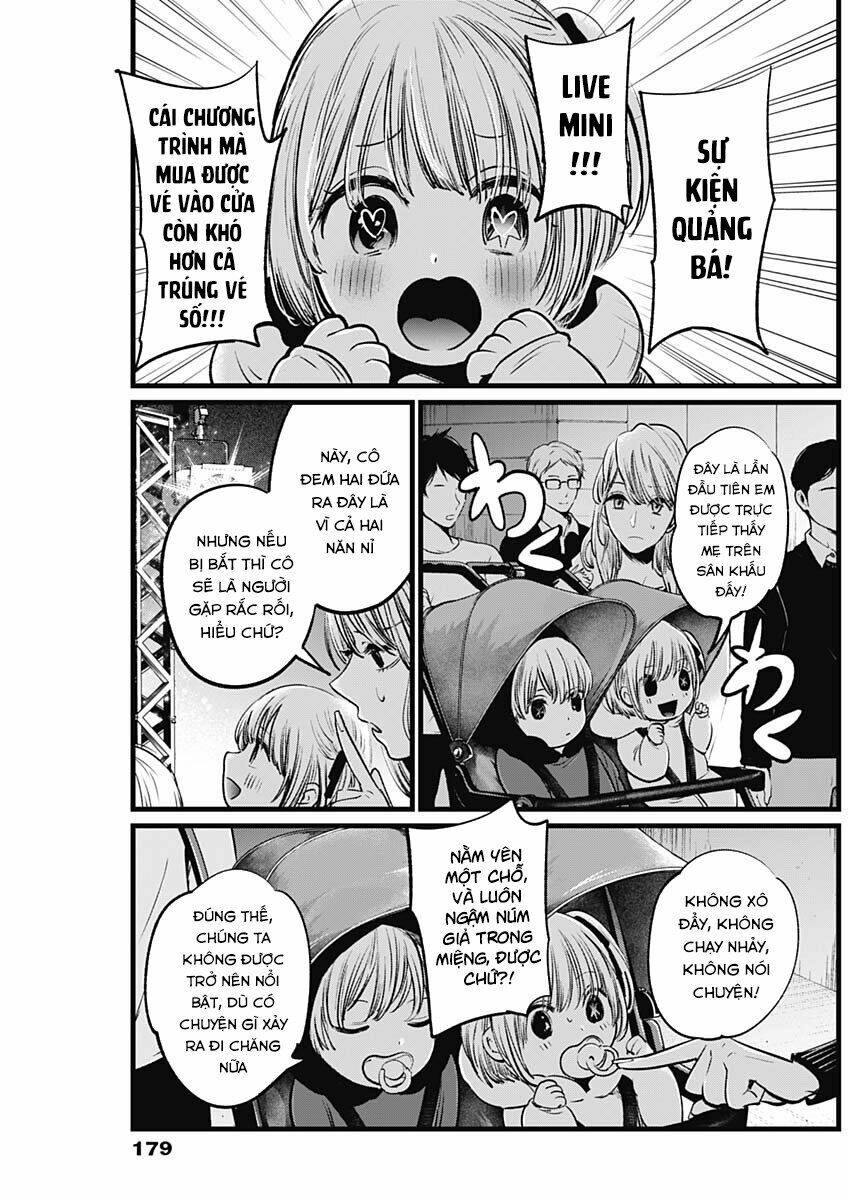 SỰ
KIỆN
QUẢNG
BÁ!
LIVE
MINI
!!!
CÁI CHƯƠNG
TRÌNH MÀ
MUA ĐƯỢC
VÉ VÀO CỬA
CÒN KHÓ
HƠN CẢ
TRÚNG VÉ
SỐ!!!
ĐÂY LÀ LẦN
ĐẦU TIÊN EM
ĐƯỢC TRỰC
TIẾP THẤY
MẸ TRÊN
SÂN KHẤU
ĐẤY!
わく
わく
NÀY, CÔ
ĐEM HAI ĐỨA
RA ĐÂY LÀ
VÌ CẢ HAI
NĂN NỈ
NHƯNG NẾU
BỊ BẮT THÌ CÔ
SẼ LÀ NGƯỜI
GẶP RẮC RỐI,
HIỂU CHỨ?
KHÔNG XÔ
ĐẨY, KHÔNG
CHẠY NHẢY,
KHÔNG NÓI
CHUYỆN!
NẰM YÊN
MỘT CHỖ,
VÀ LUÔN
NGẬM NÚM
GIẢ TRONG
MIỆNG, ĐƯỢC
CHỨ?!
ĐÚNG THẾ,
CHÚNG TA
KHÔNG ĐƯỢC
TRỞ NÊN NỔI
BẬT, DÙ CÓ
CHUYỆN GÌ XẢY
RA ĐI CHĂNG
NỮA
179